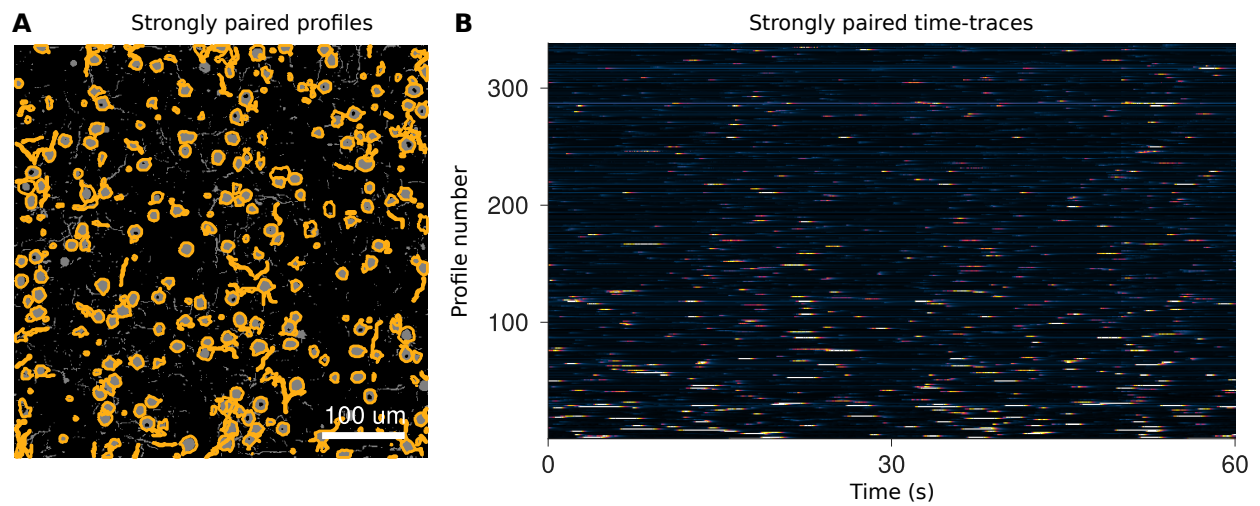 A Strongly paired profiles
100 um
B Strongly paired time-traces
Profile number
300
200
100
0 30 60
Time (s)